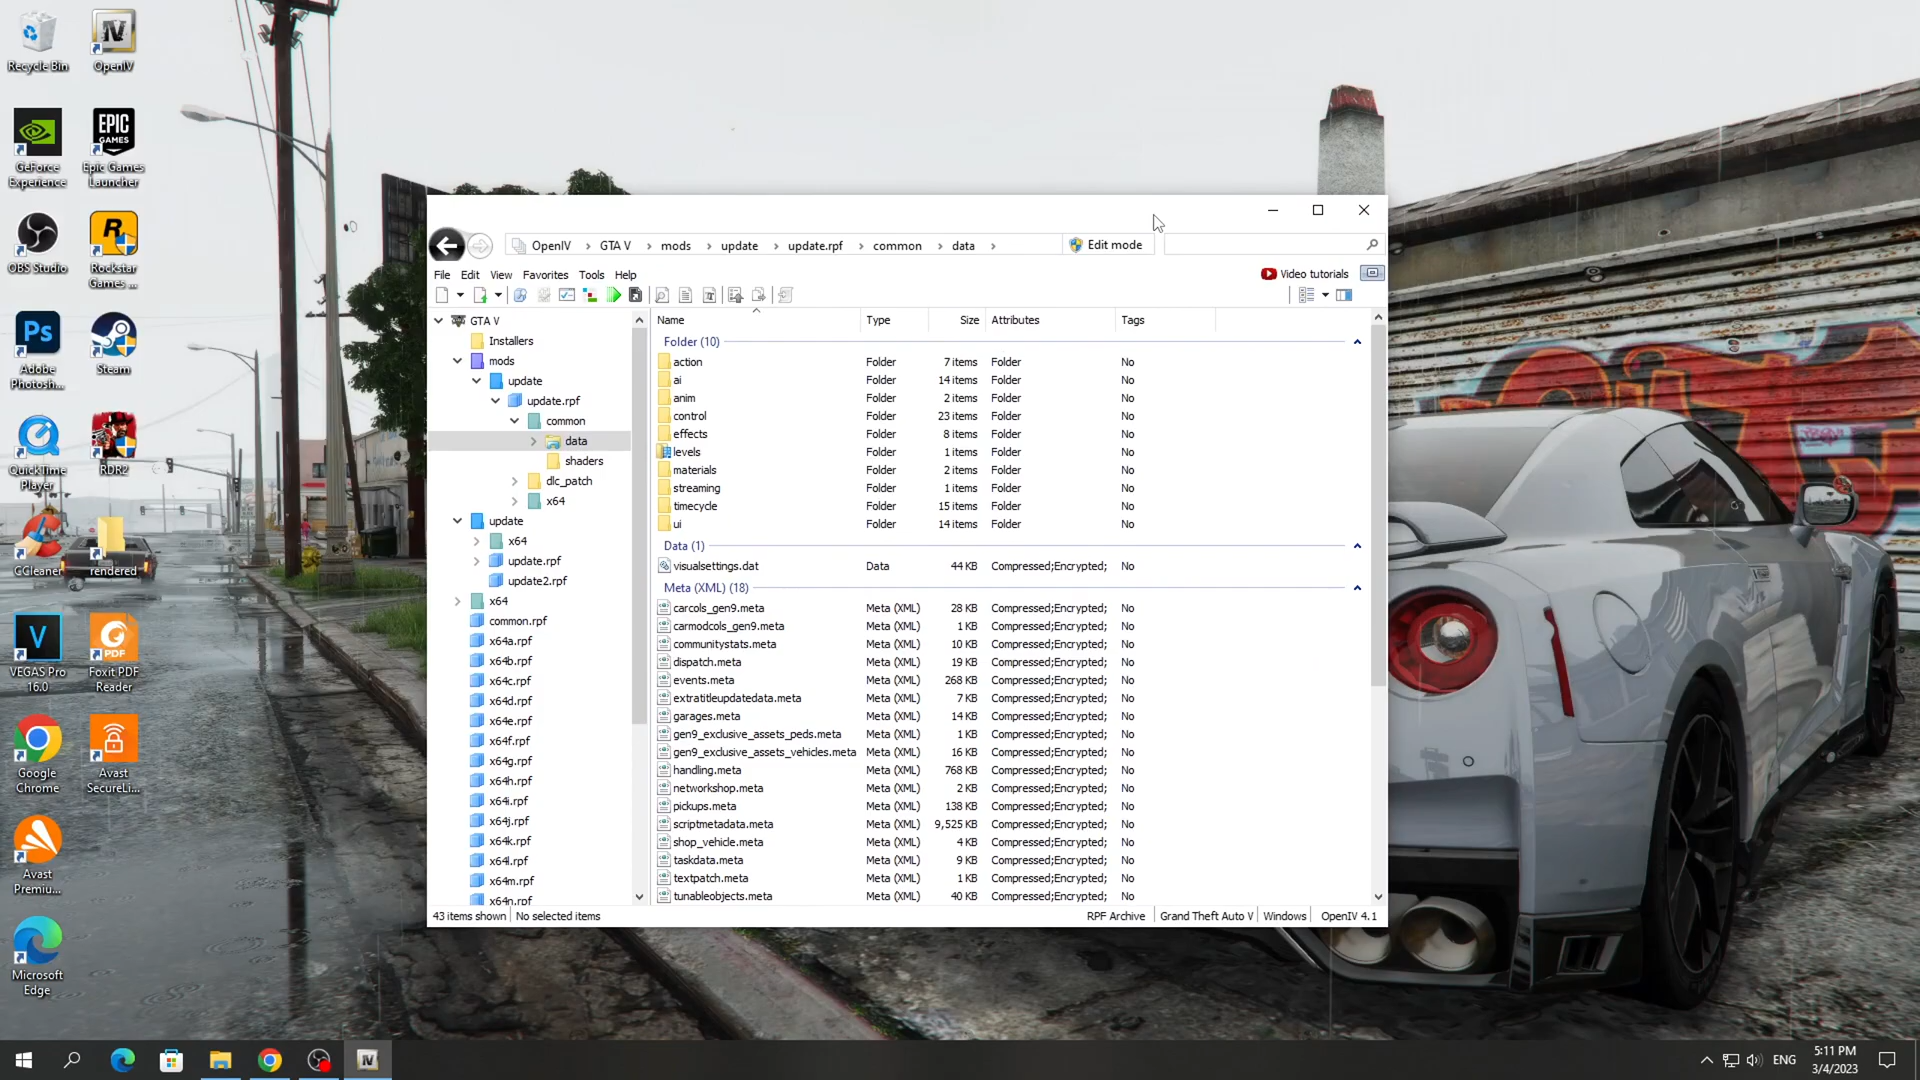 Recycle Bin
OpenIV
GeForce
Experience
EPIC
GAMES
Epic Games
Launcher
OBS Studio
R
Rockstar
Games ...
Ps
Adobe
Photosh...
Steam
QuickTime
Player
RDR2
CCleaner
rendered
V
VEGAS Pro
16.0
PDF
Foxit PDF
Reader
Google
Chrome
Avast
SecureLi...
Avast
Premiu...
Microsoft
Edge
OpenIV > GTA V > mods > update > update.rpf > common > data >
Edit mode
File Edit View Favorites Tools Help
Video tutorials
GTA V
Installers
mods
update
update.rpf
common
data
shaders
dlc_patch
x64
update
x64
update.rpf
update2.rpf
x64
common.rpf
x64a.rpf
x64b.rpf
x64c.rpf
x64d.rpf
x64e.rpf
x64f.rpf
x64g.rpf
x64h.rpf
x64i.rpf
x64j.rpf
x64k.rpf
x64l.rpf
x64m.rpf
x64n.rpf
Name Type Size Attributes Tags
Folder (10)
action Folder 7 items Folder No
ai Folder 14 items Folder No
anim Folder 2 items Folder No
control Folder 23 items Folder No
effects Folder 8 items Folder No
levels Folder 1 items Folder No
materials Folder 2 items Folder No
streaming Folder 1 items Folder No
timecycle Folder 15 items Folder No
ui Folder 14 items Folder No
Data (1)
visualsettings.dat Data 44 KB Compressed;Encrypted; No
Meta (XML) (18)
carcols_gen9.meta Meta (XML) 28 KB Compressed;Encrypted; No
carmodcols_gen9.meta Meta (XML) 1 KB Compressed;Encrypted; No
communitystats.meta Meta (XML) 10 KB Compressed;Encrypted; No
dispatch.meta Meta (XML) 19 KB Compressed;Encrypted; No
events.meta Meta (XML) 268 KB Compressed;Encrypted; No
extratitleupdatedata.meta Meta (XML) 7 KB Compressed;Encrypted; No
garages.meta Meta (XML) 14 KB Compressed;Encrypted; No
gen9_exclusive_assets_peds.meta Meta (XML) 1 KB Compressed;Encrypted; No
gen9_exclusive_assets_vehicles.meta Meta (XML) 16 KB Compressed;Encrypted; No
handling.meta Meta (XML) 768 KB Compressed;Encrypted; No
networkshop.meta Meta (XML) 2 KB Compressed;Encrypted; No
pickups.meta Meta (XML) 138 KB Compressed;Encrypted; No
scriptmetadata.meta Meta (XML) 9,525 KB Compressed;Encrypted; No
shop_vehicle.meta Meta (XML) 4 KB Compressed;Encrypted; No
taskdata.meta Meta (XML) 9 KB Compressed;Encrypted; No
textpatch.meta Meta (XML) 1 KB Compressed;Encrypted; No
tunableobjects.meta Meta (XML) 40 KB Compressed;Encrypted; No
43 items shown No selected items
RPF Archive Grand Theft Auto V Windows OpenIV 4.1
ENG
5:11 PM
3/4/2023